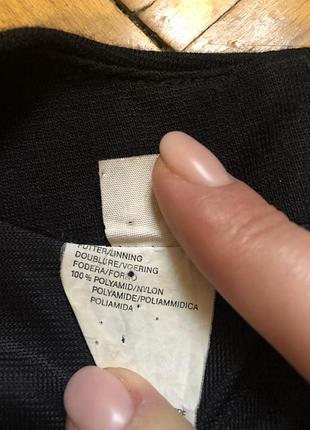 FUTTER/LINNING
DOUBLURE/VOERING
FODERA/FORRO
100% POLYAMID/NYLON
POLYAMIDE/POLIAMMIDICA
POLIAMIDA